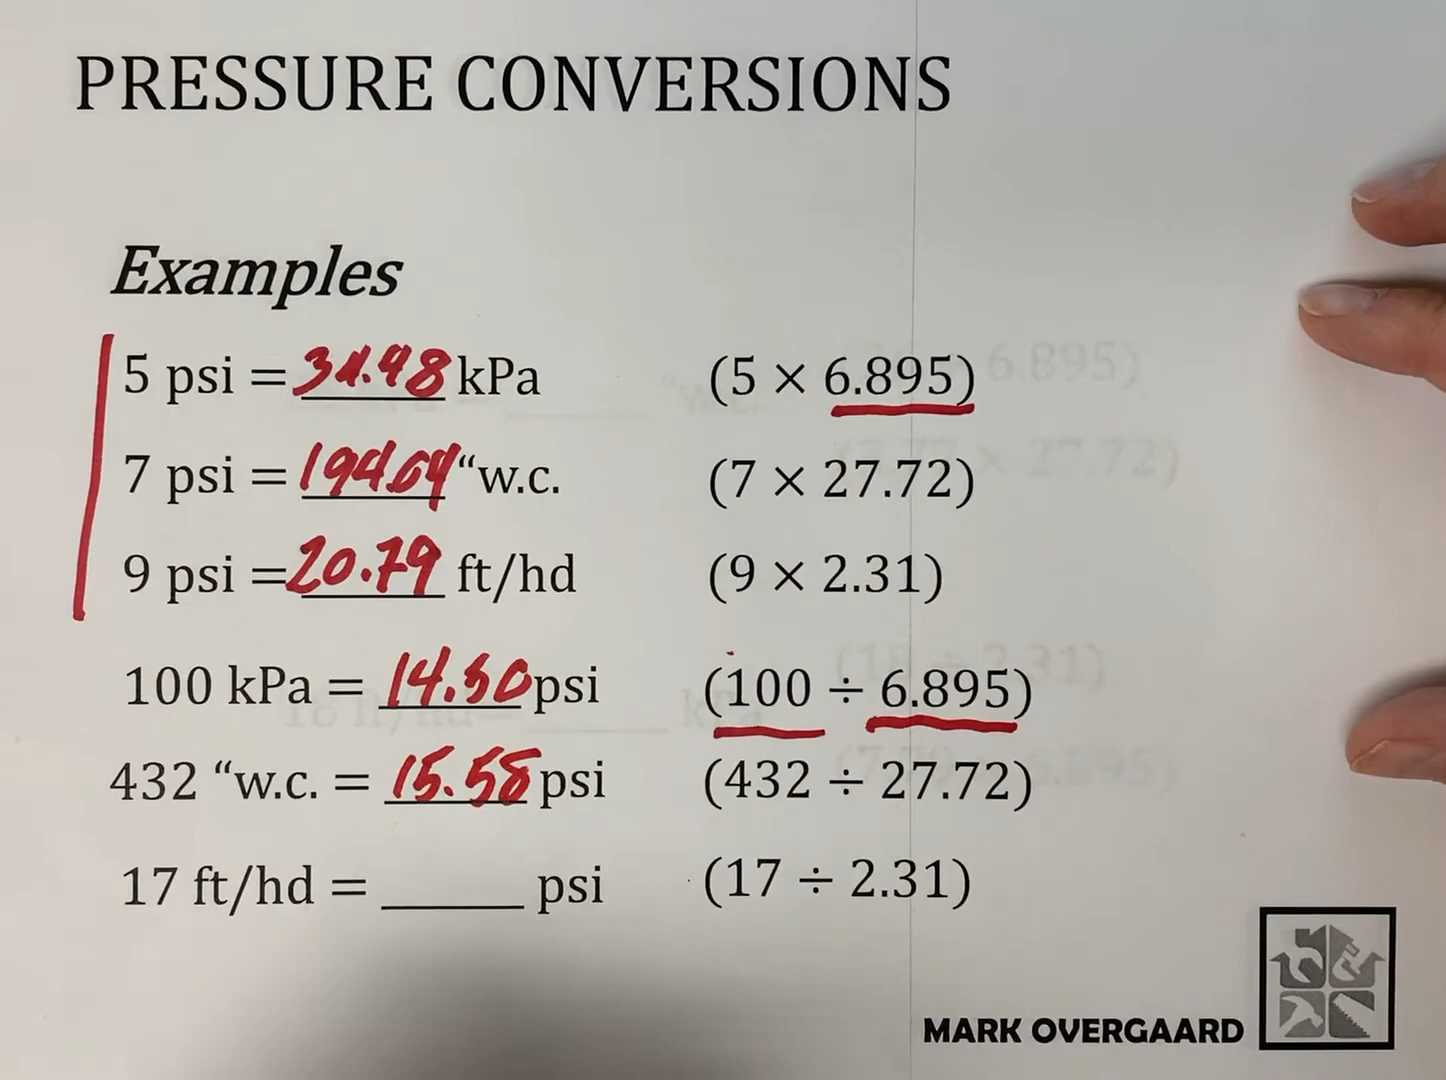 PRESSURE CONVERSIONS
Examples
5 psi = 34.48 kPa (5 × 6.895)
7 psi = 194.04 “w.c. (7 × 27.72)
9 psi = 20.79 ft/hd (9 × 2.31)
100 kPa = 14.50 psi (100 ÷ 6.895)
432 “w.c. = 15.58 psi (432 ÷ 27.72)
17 ft/hd = ______ psi (17 ÷ 2.31)
MARK OVERGAARD